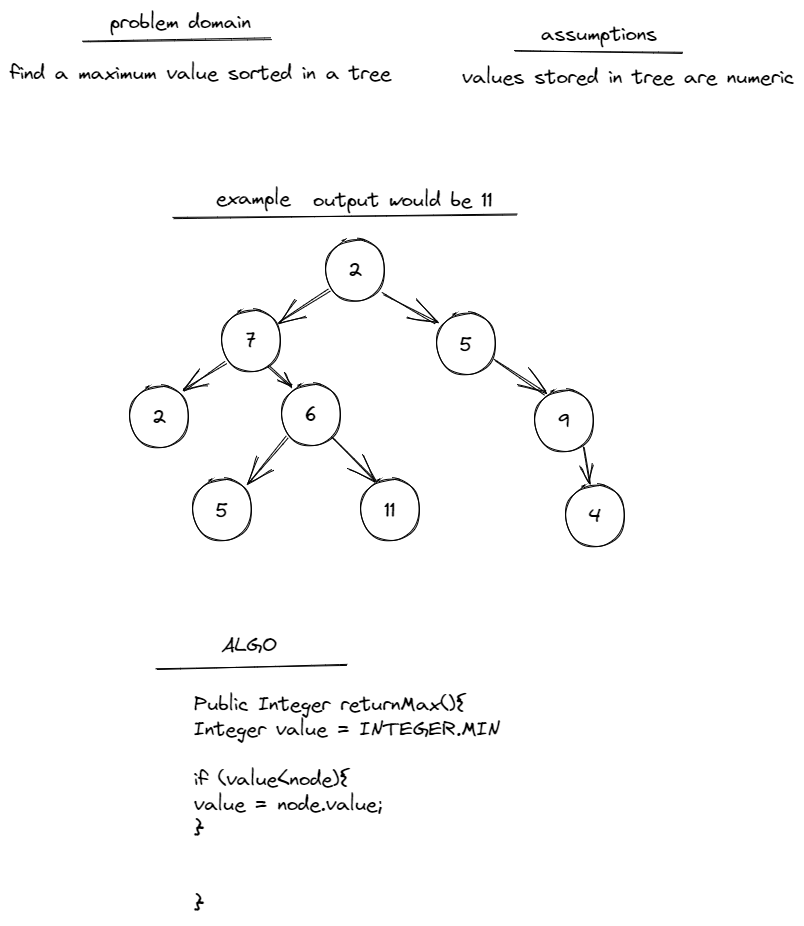 problem domain
assumptions
find a maximum value sorted in a tree
values stored in tree are numeric
example output would be 11
2
7
5
2
6
9
5
11
4
ALGO
Public Integer returnMax(){
Integer value = INTEGER.MIN
if (value<node){
value = node.value;
}
}